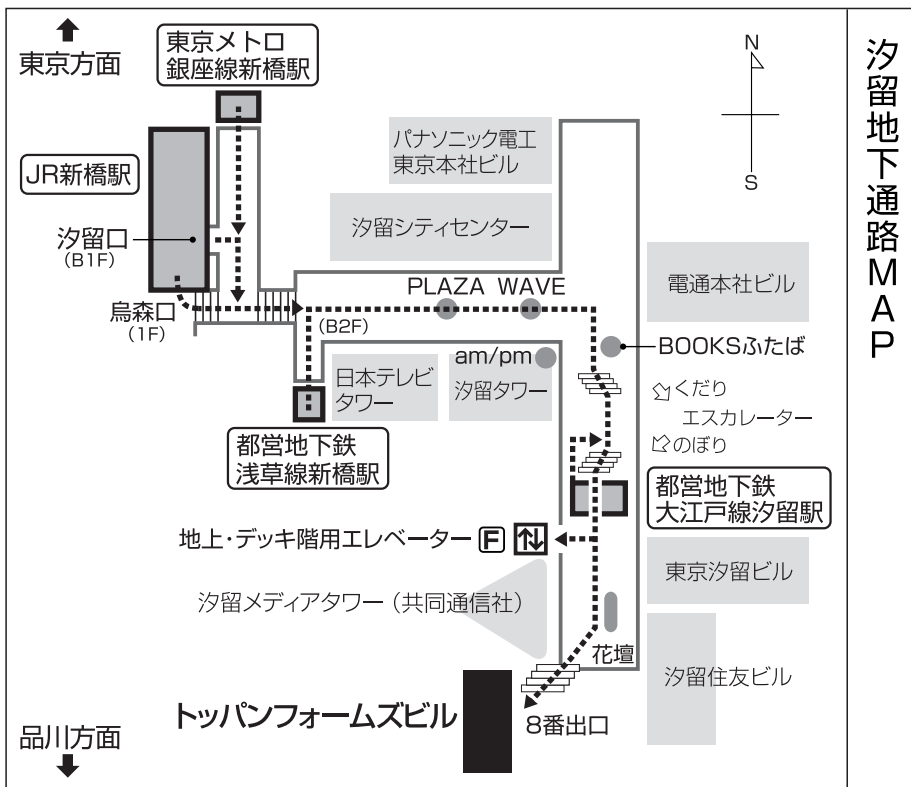 汐留地下通路MAP
東京方面
東京メトロ
銀座線新橋駅
N
S
パナソニック電工
東京本社ビル
JR新橋駅
汐留シティセンター
汐留口
(B1F)
電通本社ビル
PLAZA WAVE
烏森口
(1F)
(B2F)
BOOKSふたば
am/pm
日本テレビ
タワー
汐留タワー
くだり
エスカレーター
のぼり
都営地下鉄
浅草線新橋駅
都営地下鉄
大江戸線汐留駅
地上・デッキ階用エレベーター F
東京汐留ビル
汐留メディアタワー(共同通信社)
花壇
汐留住友ビル
トッパンフォームズビル
8番出口
品川方面